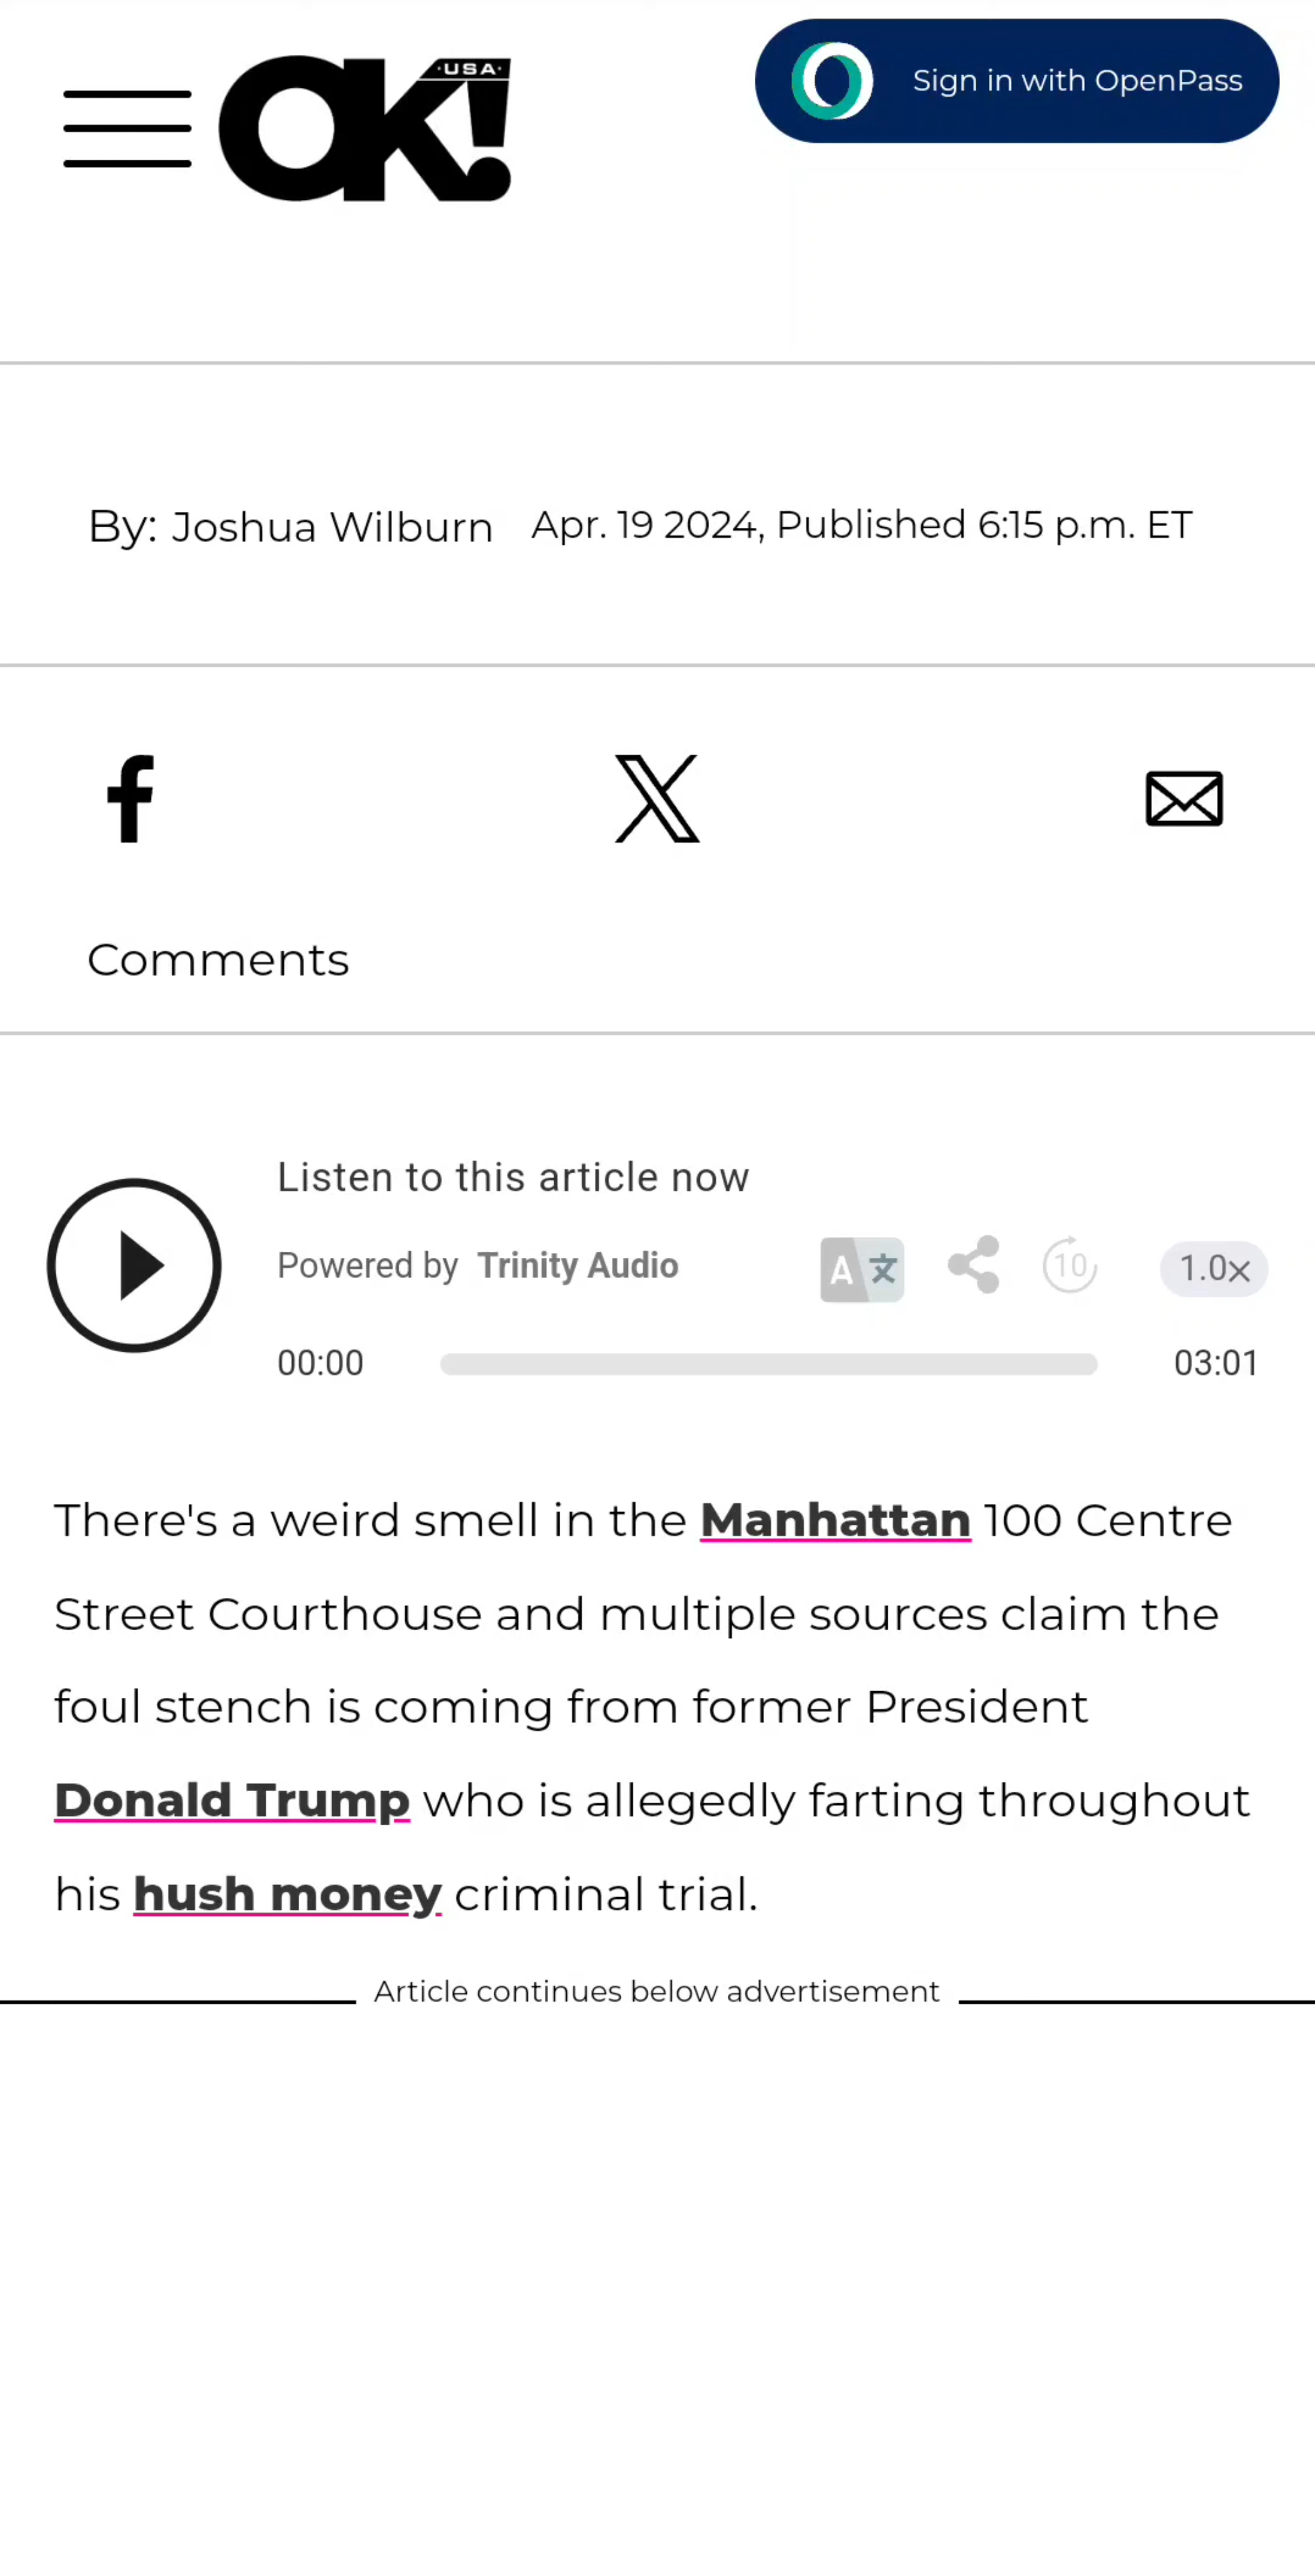 OK!
·USA·
Sign in with OpenPass
By: Joshua Wilburn Apr. 19 2024, Published 6:15 p.m. ET
Comments
Listen to this article now
Powered by Trinity Audio
A 文
10
1.0x
00:00
03:01
There's a weird smell in the Manhattan 100 Centre
Street Courthouse and multiple sources claim the
foul stench is coming from former President
Donald Trump who is allegedly farting throughout
his hush money criminal trial.
Article continues below advertisement